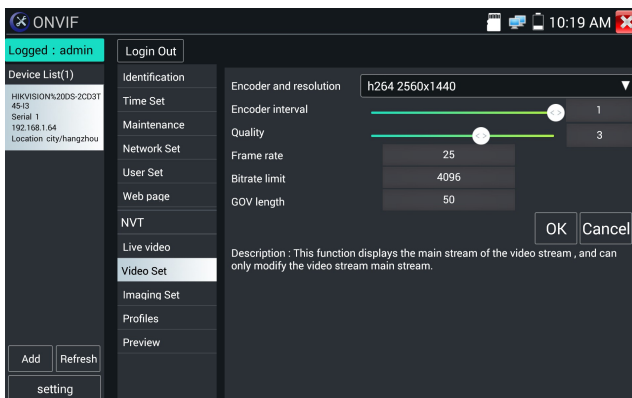 ONVIF
10:19 AM
Logged : admin
Login Out
Device List(1)
HIKVISION%20DS-2CD3T
45-I3
Serial 1
192.168.1.64
Location city/hangzhou
Add
Refresh
setting
Identification
Time Set
Maintenance
Network Set
User Set
Web page
NVT
Live video
Video Set
Imaging Set
Profiles
Preview
Encoder and resolution h264 2560x1440
Encoder interval 1
Quality 3
Frame rate 25
Bitrate limit 4096
GOV length 50
OK Cancel
Description : This function displays the main stream of the video stream , and can
only modify the video stream main stream.